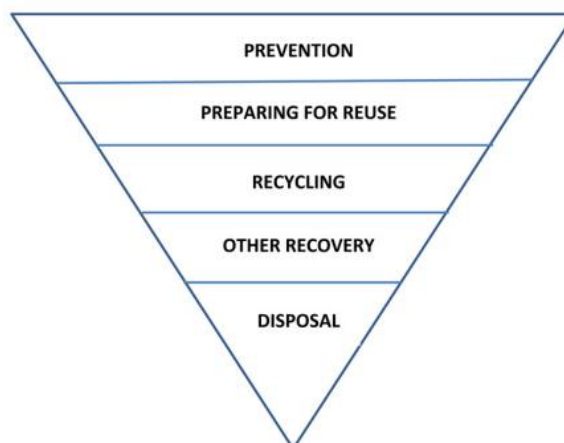 PREVENTION
PREPARING FOR REUSE
RECYCLING
OTHER RECOVERY
DISPOSAL